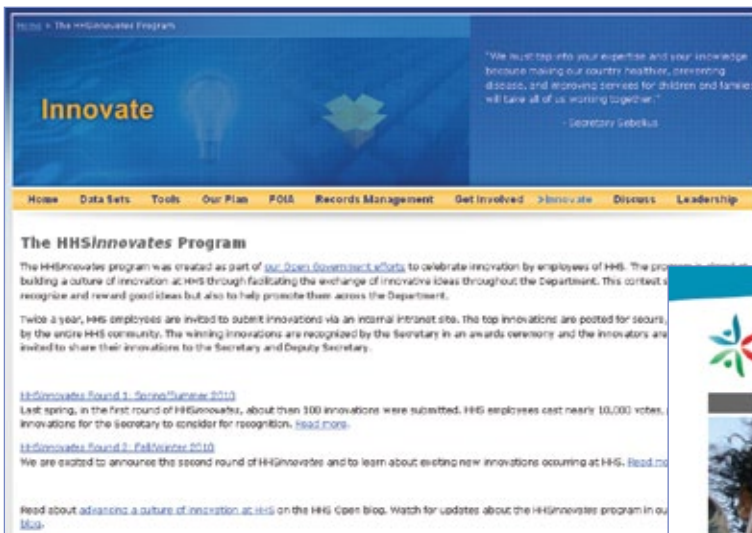 Home > The HHSinnovates Program
"We must tap into your expertise and your knowledge
because making our country healthier, preventing
disease, and improving services for children and families
will take all of us working together."
- Secretary Sebelius
Innovate
Home Data Sets Tools Our Plan FOIA Records Management Get Involved >Innovate Discuss Leadership
The HHSinnovates Program
The HHSinnovates program was created as part of our Open Government efforts to celebrate innovation by employees of HHS. The program is aimed at
building a culture of innovation at HHS through facilitating the exchange of innovative ideas throughout the Department. This contest
recognize and reward good ideas but also to help promote them across the Department.
Twice a year, HHS employees are invited to submit innovations via an internal intranet site. The top innovations are posted for secure,
by the entire HHS community. The winning innovations are recognized by the Secretary in an awards ceremony and the innovators are
invited to share their innovations to the Secretary and Deputy Secretary.
HHSinnovates Round 1: Spring/Summer 2010
Last spring, in the first round of HHSinnovates, about than 100 innovations were submitted. HHS employees cast nearly 10,000 votes,
innovations for the Secretary to consider for recognition. Read more.
HHSinnovates Round 2: Fall/Winter 2010
We are excited to announce the second round of HHSinnovates and to learn about exciting new innovations occurring at HHS. Read
Read about advancing a culture of innovation at HHS on the HHS Open blog. Watch for updates about the HHSinnovates program in
blog.